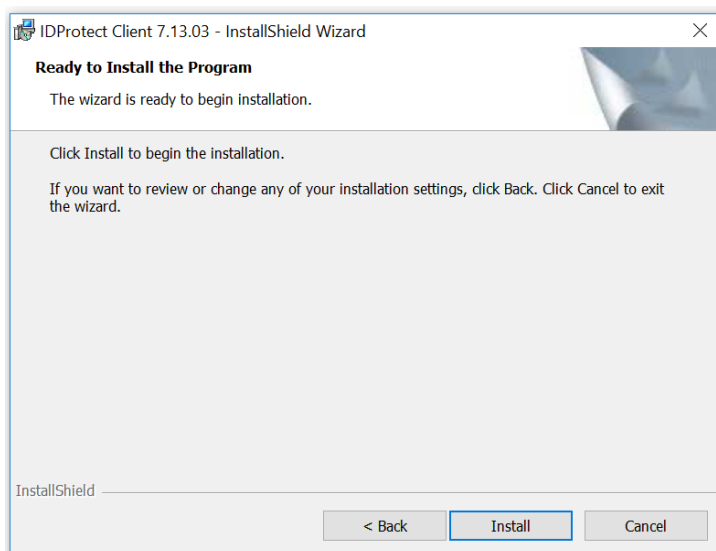 IDProtect Client 7.13.03 - InstallShield Wizard
Ready to Install the Program
The wizard is ready to begin installation.
Click Install to begin the installation.
If you want to review or change any of your installation settings, click Back. Click Cancel to exit
the wizard.
InstallShield
< Back
Install
Cancel